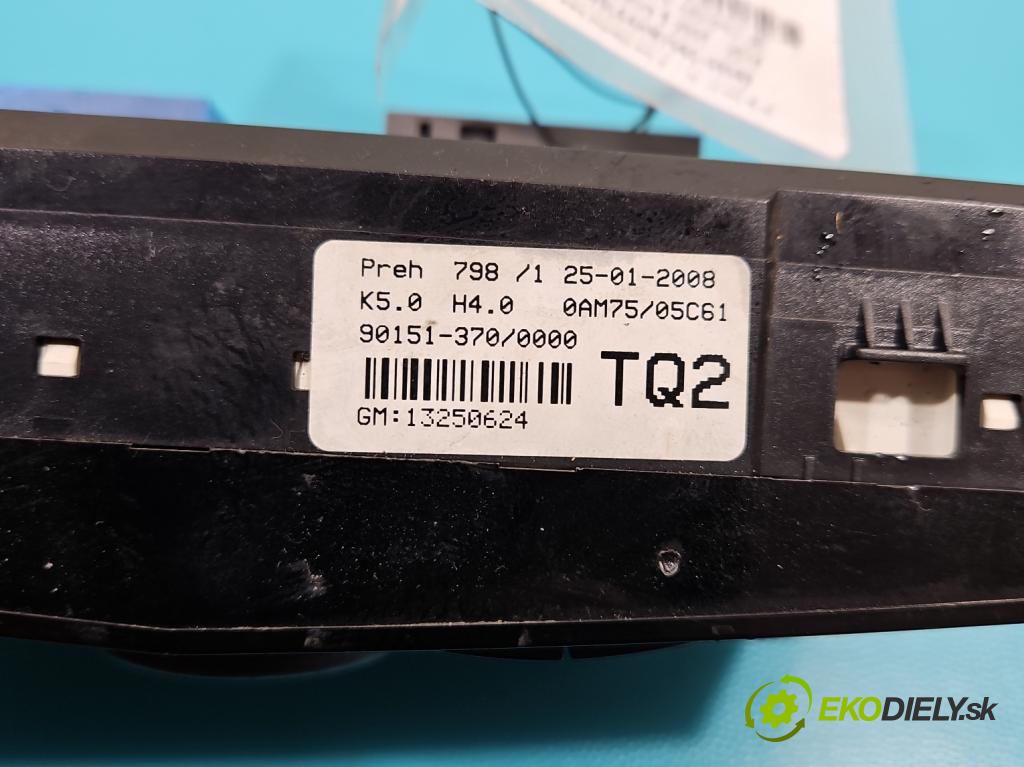 Preh 798 /1 25-01-2008
K5.0 H4.0 0AM75/05C61
90151-370/0000
TQ2
GM:13250624
EKODIELY.sk